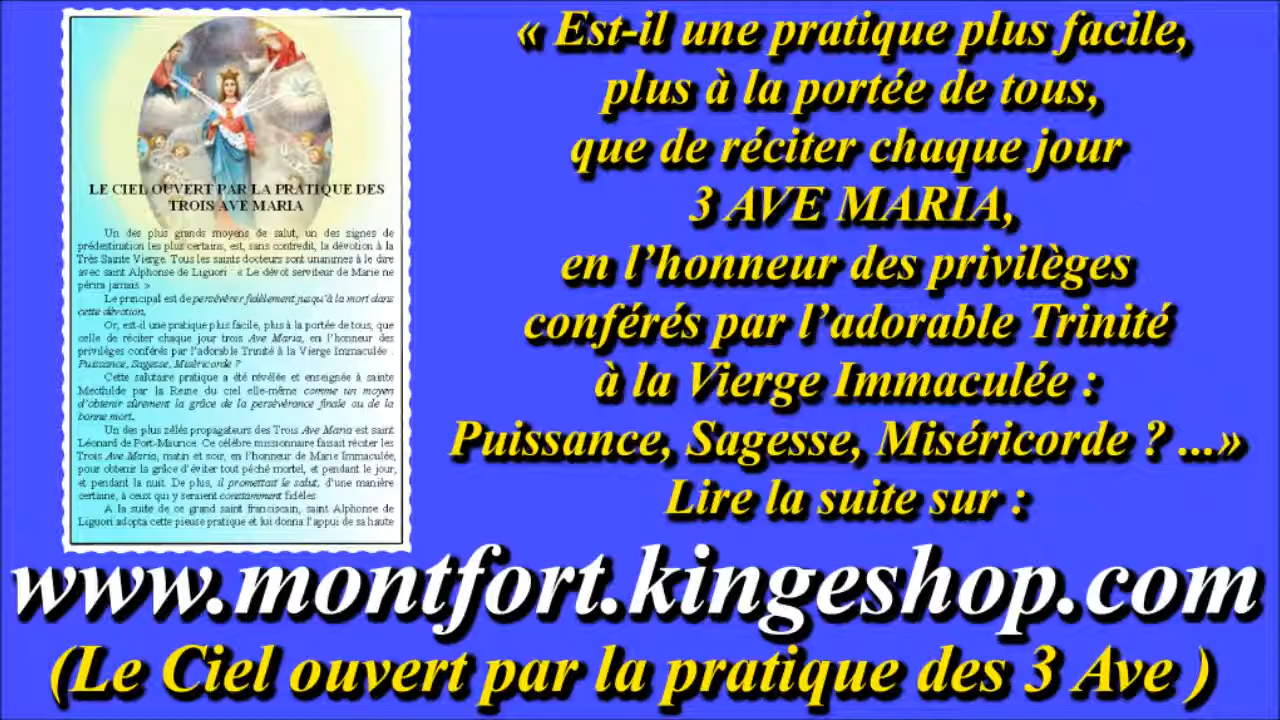 LE CIEL OUVERT PAR LA PRATIQUE DES
TROIS AVE MARIA
Un des plus grands moyens de salut, un des signes de
prédestination les plus certains, est, sans contredit, la dévotion à la
Très Sainte Vierge. Tous les saints docteurs sont unanimes à le dire
avec saint Alphonse de Liguori : « Le dévot serviteur de Marie ne
périra jamais. »
Le principal est de persévérer fidèlement jusqu'à la mort dans
cette dévotion.
Or, est-il une pratique plus facile, plus à la portée de tous, que
celle de réciter chaque jour trois Ave Maria, en l'honneur des
privilèges conférés par l'adorable Trinité à la Vierge Immaculée :
Puissance, Sagesse, Miséricorde ?
Cette salutaire pratique a été révélée et enseignée à sainte
Mecthilde par la Reine du ciel elle-même comme un moyen
d'obtenir sûrement la grâce de la persévérance finale ou de la
bonne mort.
Un des plus zélés propagateurs des Trois Ave Maria est saint
Léonard de Port-Maurice. Ce célèbre missionnaire faisait réciter les
Trois Ave Maria, matin et soir, en l'honneur de Marie Immaculée,
pour obtenir la grâce d'éviter tout péché mortel, et pendant le jour,
et pendant la nuit. De plus, il promettait le salut, d'une manière
certaine, à ceux qui y seraient constamment fidèles.
A la suite de ce grand saint franciscain, saint Alphonse de
Liguori adopta cette pieuse pratique et lui donna l'appui de sa haute
« Est-il une pratique plus facile,
plus à la portée de tous,
que de réciter chaque jour
3 AVE MARIA,
en l'honneur des privilèges
conférés par l'adorable Trinité
à la Vierge Immaculée :
Puissance, Sagesse, Miséricorde ? ...»
Lire la suite sur :
www.montfort.kingeshop.com
(Le Ciel ouvert par la pratique des 3 Ave )